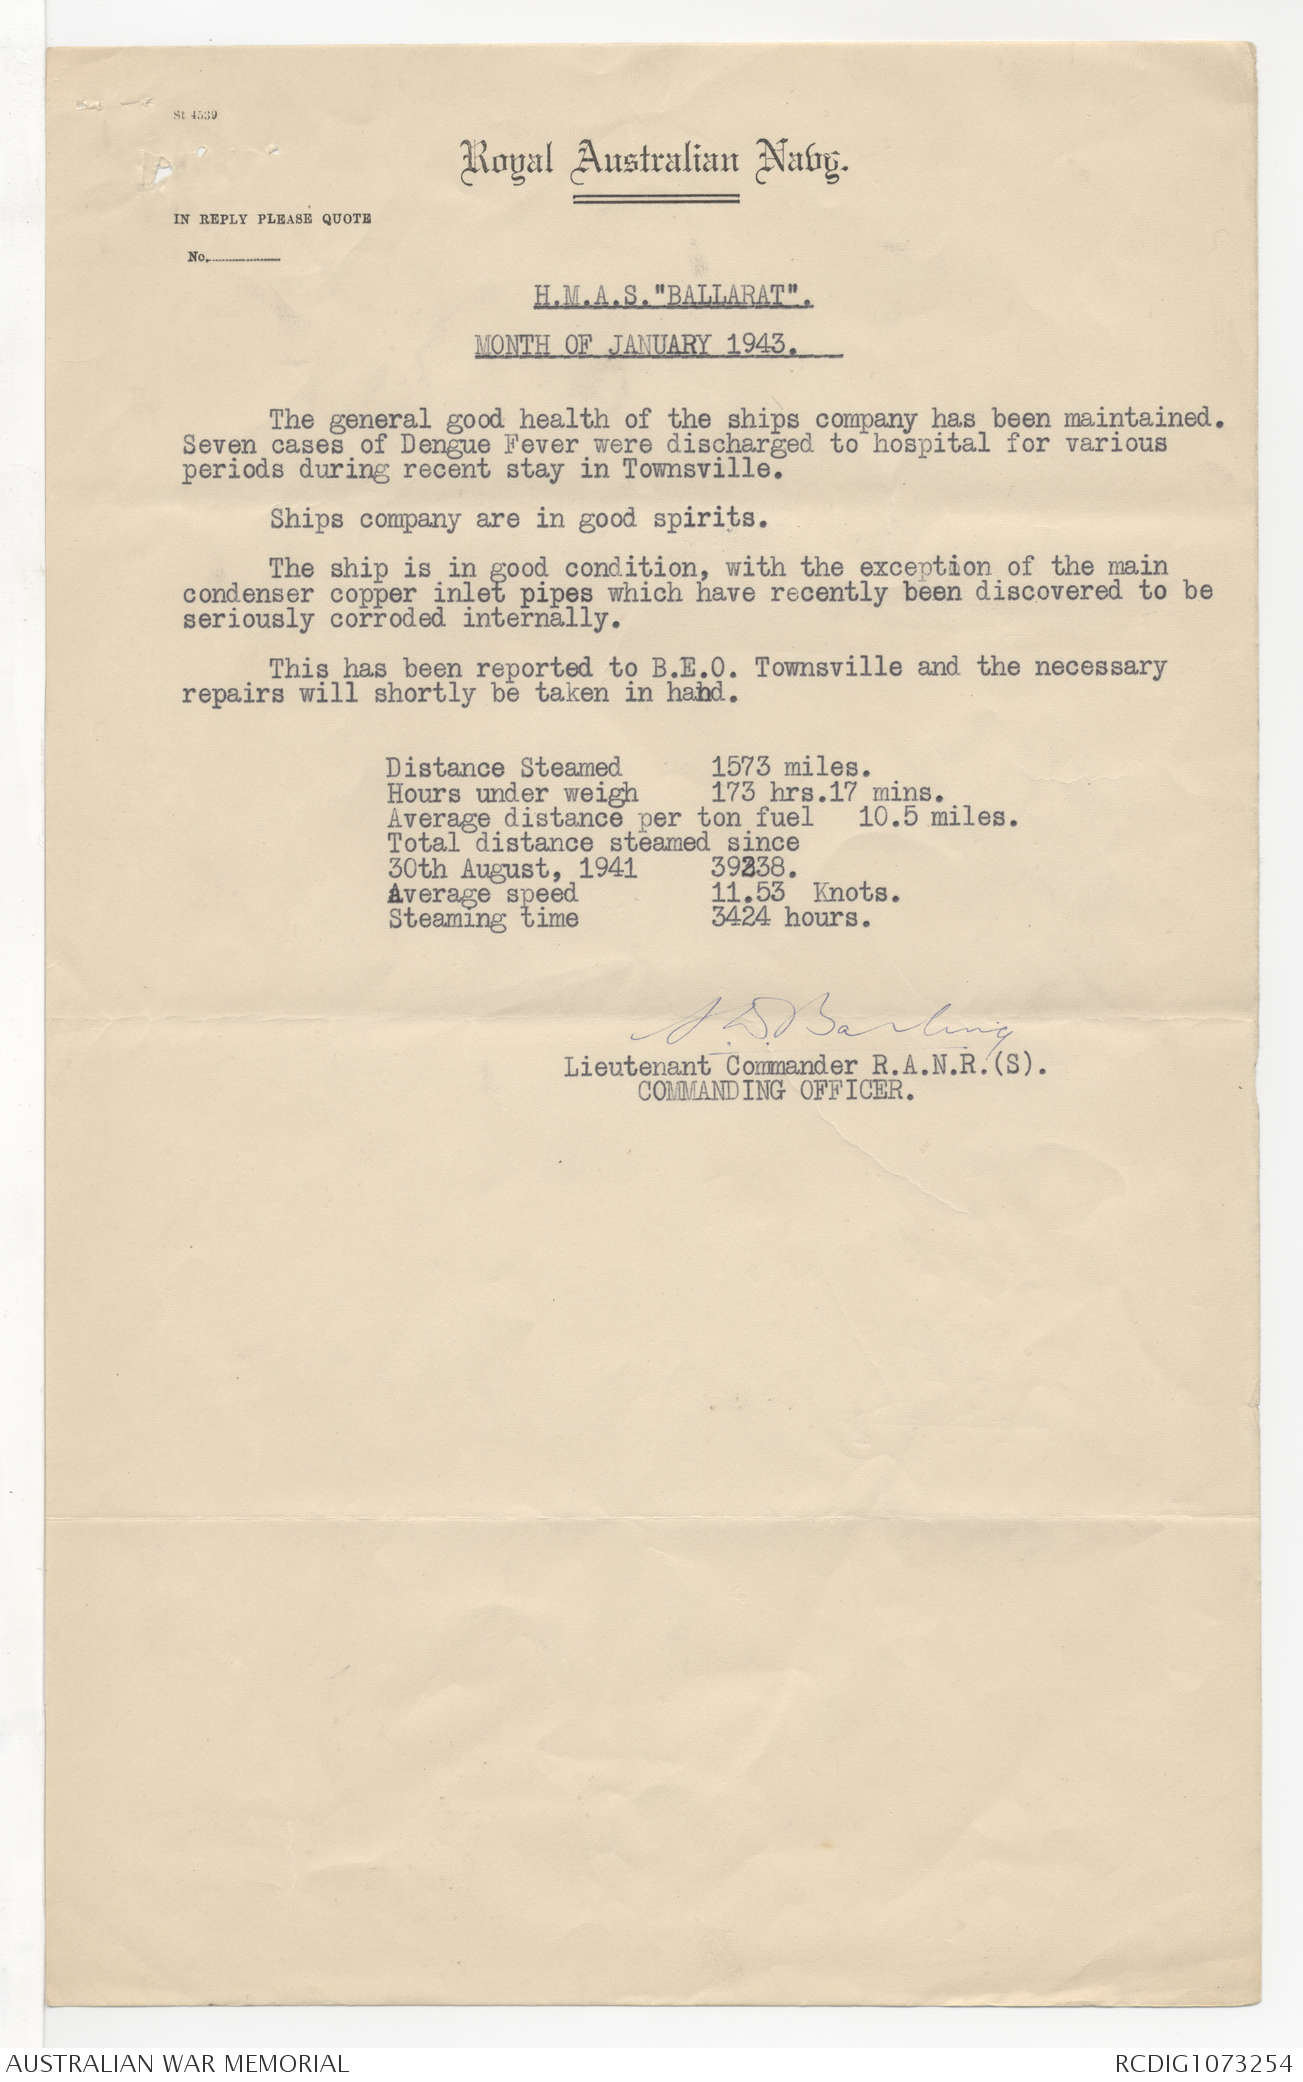 St 4539
Royal Australian Navy.
IN REPLY PLEASE QUOTE
No.
H.M.A.S."BALLARAT".
MONTH OF JANUARY 1943.
The general good health of the ships company has been maintained.
Seven cases of Dengue Fever were discharged to hospital for various
periods during recent stay in Townsville.
Ships company are in good spirits.
The ship is in good condition, with the exception of the main
condenser copper inlet pipes which have recently been discovered to be
seriously corroded internally.
This has been reported to B.E.O. Townsville and the necessary
repairs will shortly be taken in hand.
Distance Steamed 1573 miles.
Hours under weigh 173 hrs.17 mins.
Average distance per ton fuel 10.5 miles.
Total distance steamed since
30th August, 1941 39238.
Average speed 11.53 Knots.
Steaming time 3424 hours.
A.D.Barling
Lieutenant Commander R.A.N.R.(S).
COMMANDING OFFICER.
AUSTRALIAN WAR MEMORIAL
RCDIG1073254